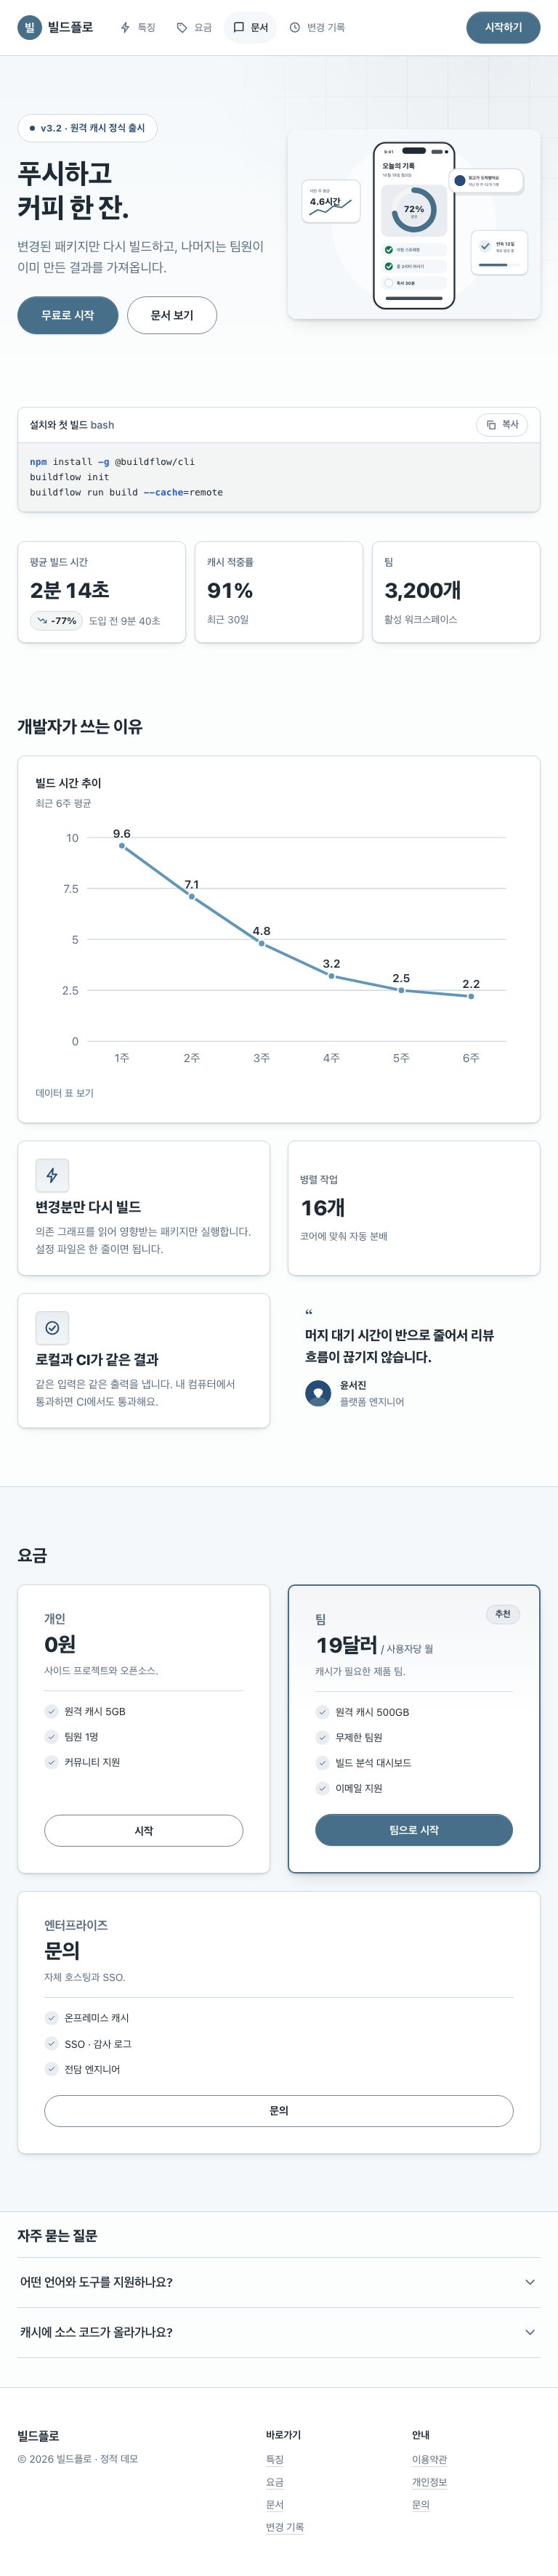 빌 빌드플로
특징
요금
문서
변경 기록
시작하기
v3.2 · 원격 캐시 정식 출시
푸시하고
커피 한 잔.
변경된 패키지만 다시 빌드하고, 나머지는 팀원이
이미 만든 결과를 가져옵니다.
무료로 시작
문서 보기
9:41
오늘의 기록
4.6시간
72%
아침 스트레칭
물 2리터 마시기
독서 30분
연속 12일
설치와 첫 빌드 bash
복사
npm install -g @buildflow/cli
buildflow init
buildflow run build --cache=remote
평균 빌드 시간
2분 14초
-77% 도입 전 9분 40초
캐시 적중률
91%
최근 30일
팀
3,200개
활성 워크스페이스
개발자가 쓰는 이유
빌드 시간 추이
최근 6주 평균
10
7.5
5
2.5
0
9.6
7.1
4.8
3.2
2.5
2.2
1주
2주
3주
4주
5주
6주
데이터 표 보기
변경분만 다시 빌드
의존 그래프를 읽어 영향받는 패키지만 실행합니다.
설정 파일은 한 줄이면 됩니다.
병렬 작업
16개
코어에 맞춰 자동 분배
로컬과 CI가 같은 결과
같은 입력은 같은 출력을 냅니다. 내 컴퓨터에서
통과하면 CI에서도 통과해요.
“
머지 대기 시간이 반으로 줄어서 리뷰
흐름이 끊기지 않습니다.
윤서진
플랫폼 엔지니어
요금
개인
0원
사이드 프로젝트와 오픈소스.
원격 캐시 5GB
팀원 1명
커뮤니티 지원
시작
추천
팀
19달러 / 사용자당 월
캐시가 필요한 제품 팀.
원격 캐시 500GB
무제한 팀원
빌드 분석 대시보드
이메일 지원
팀으로 시작
엔터프라이즈
문의
자체 호스팅과 SSO.
온프레미스 캐시
SSO · 감사 로그
전담 엔지니어
문의
자주 묻는 질문
어떤 언어와 도구를 지원하나요?
캐시에 소스 코드가 올라가나요?
빌드플로
© 2026 빌드플로 · 정적 데모
바로가기
특징
요금
문서
변경 기록
안내
이용약관
개인정보
문의